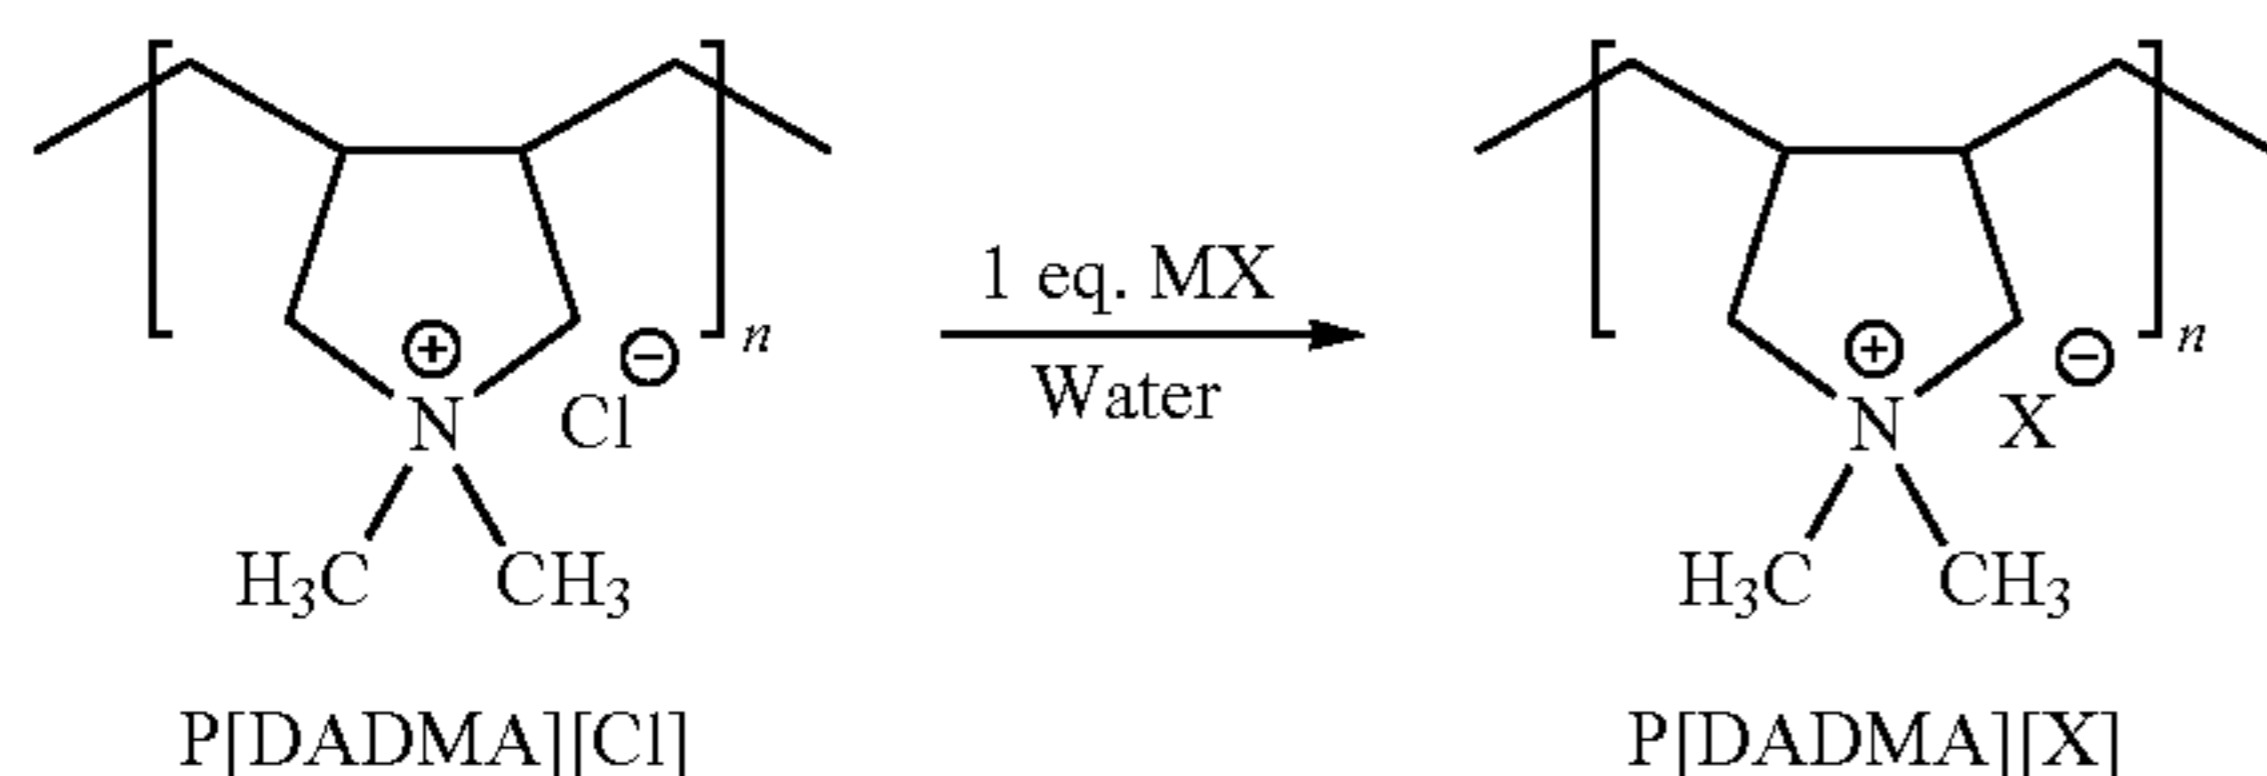 1 eq. MX
n
n
⊕ ⊖
⊕ ⊖
Water
N Cl
N X
H₃C CH₃
H₃C CH₃
P[DADMA][Cl]
P[DADMA][X]